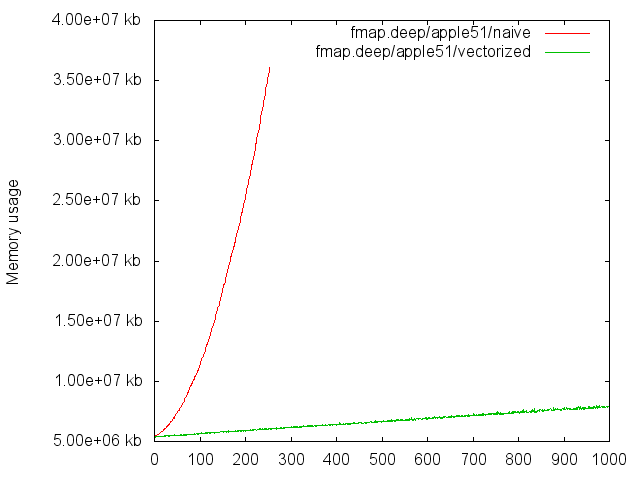 4.00e+07 kb
fmap.deep/apple51/naive
fmap.deep/apple51/vectorized
3.50e+07 kb
3.00e+07 kb
2.50e+07 kb
2.00e+07 kb
1.50e+07 kb
1.00e+07 kb
5.00e+06 kb
Memory usage
0 100 200 300 400 500 600 700 800 900 1000